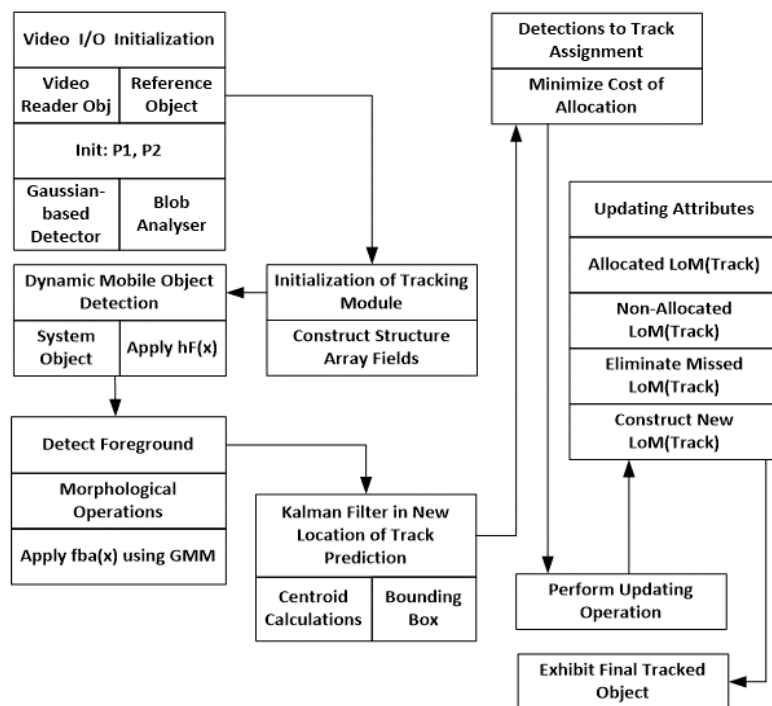 Video I/O Initialization
Video
Reader Obj
Reference
Object
Init: P1, P2
Gaussian-
based
Detector
Blob
Analyser
Dynamic Mobile Object
Detection
System
Object
Apply hF(x)
Initialization of Tracking
Module
Construct Structure
Array Fields
Detect Foreground
Morphological
Operations
Apply fba(x) using GMM
Kalman Filter in New
Location of Track
Prediction
Centroid
Calculations
Bounding
Box
Detections to Track
Assignment
Minimize Cost of
Allocation
Updating Attributes
Allocated LoM(Track)
Non-Allocated
LoM(Track)
Eliminate Missed
LoM(Track)
Construct New
LoM(Track)
Perform Updating
Operation
Exhibit Final Tracked
Object